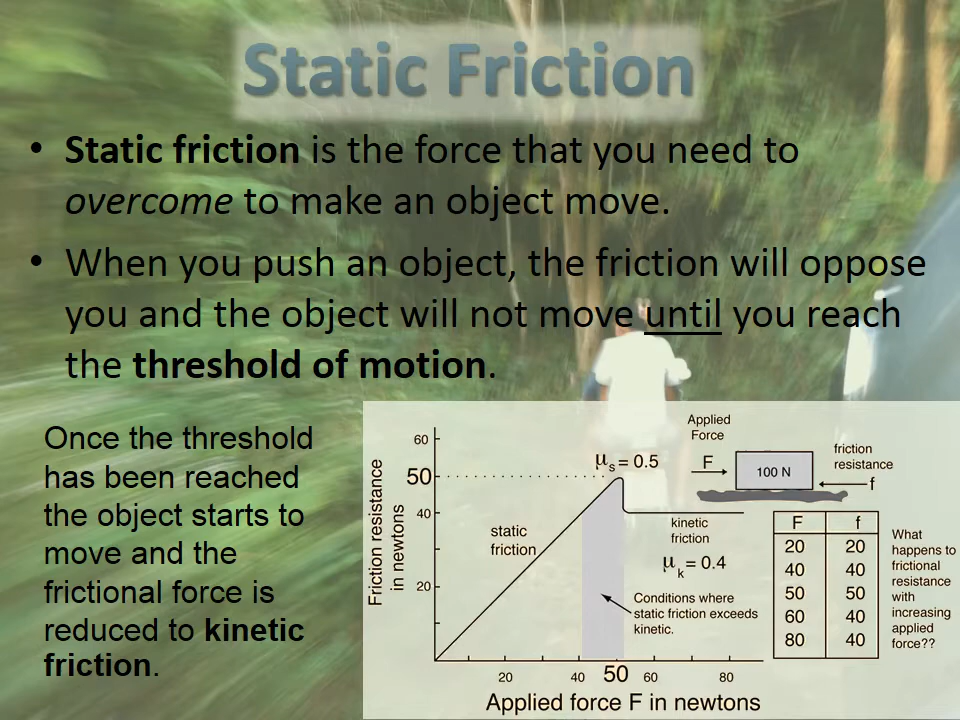 Static Friction
• Static friction is the force that you need to
overcome to make an object move.
• When you push an object, the friction will oppose
you and the object will not move until you reach
the threshold of motion.
Once the threshold
has been reached
the object starts to
move and the
frictional force is
reduced to kinetic
friction.
Friction resistance
in newtons
60
50
40
20
static
friction
μs = 0.5
kinetic
friction
μk = 0.4
Conditions where
static friction exceeds
kinetic.
20 40 50 60 80
Applied force F in newtons
Applied
Force
F
100 N
friction
resistance
f
F f
20 20
40 40
50 50
60 40
80 40
What
happens to
frictional
resistance
with
increasing
applied
force??